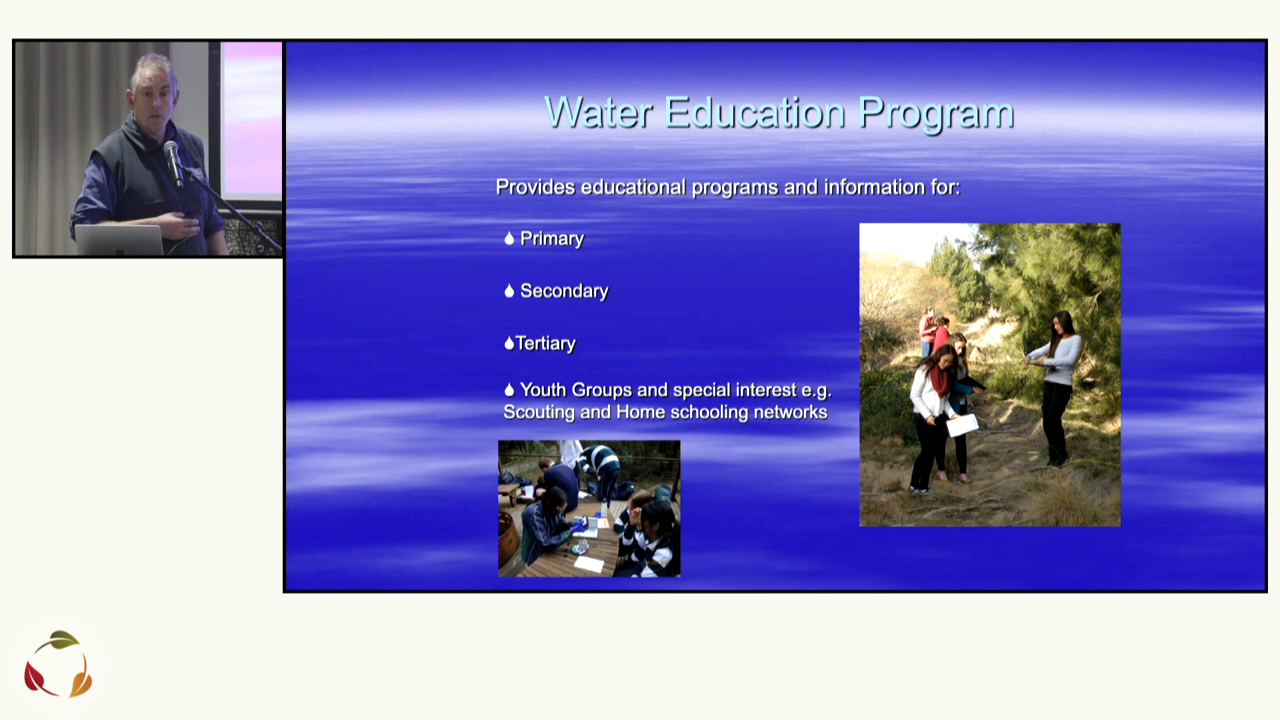 Water Education Program
Provides educational programs and information for:
Primary
Secondary
Tertiary
Youth Groups and special interest e.g.
Scouting and Home schooling networks